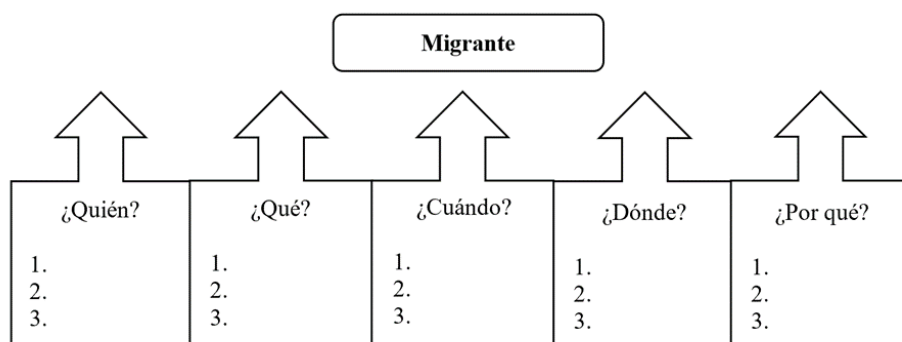 Migrante
¿Quién?
1.
2.
3.
¿Qué?
1.
2.
3.
¿Cuándo?
1.
2.
3.
¿Dónde?
1.
2.
3.
¿Por qué?
1.
2.
3.